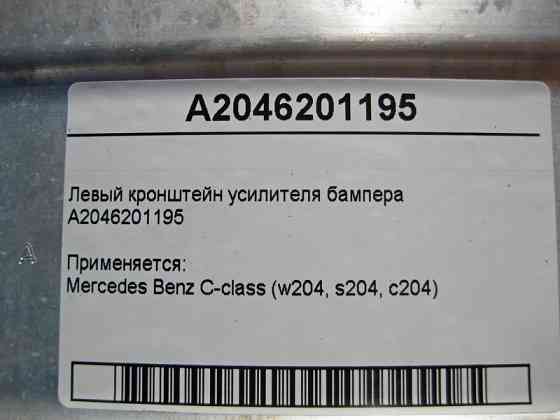 A2046201195
Левый кронштейн усилителя бампера
A2046201195
Применяется:
Mercedes Benz C-class (w204, s204, c204)
A